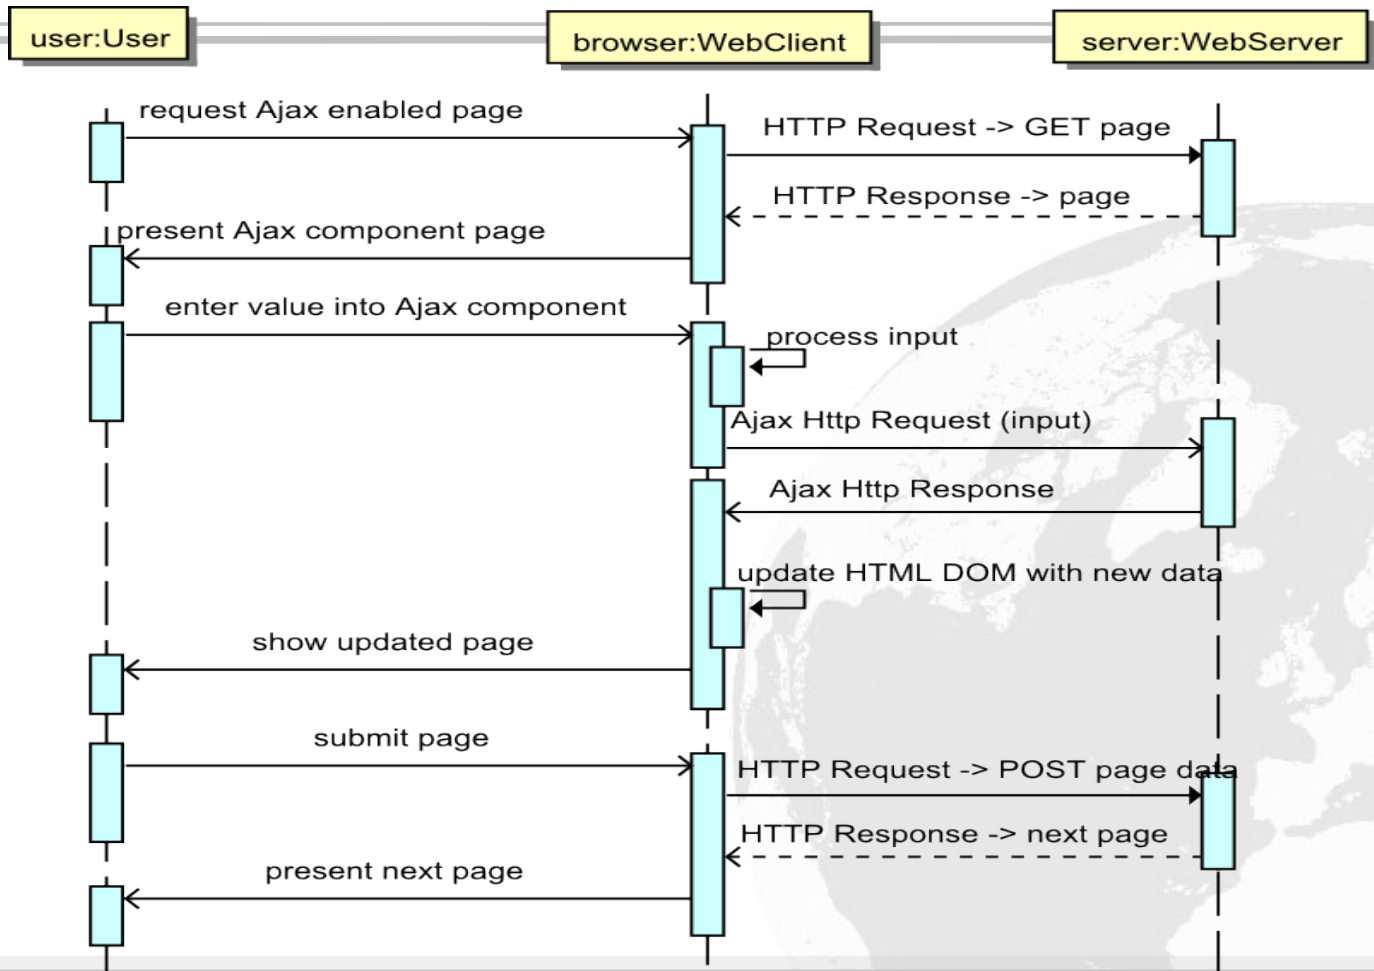 user:User
browser:WebClient
server:WebServer
request Ajax enabled page
HTTP Request -> GET page
HTTP Response -> page
present Ajax component page
enter value into Ajax component
process input
Ajax Http Request (input)
Ajax Http Response
update HTML DOM with new data
show updated page
submit page
HTTP Request -> POST page data
HTTP Response -> next page
present next page